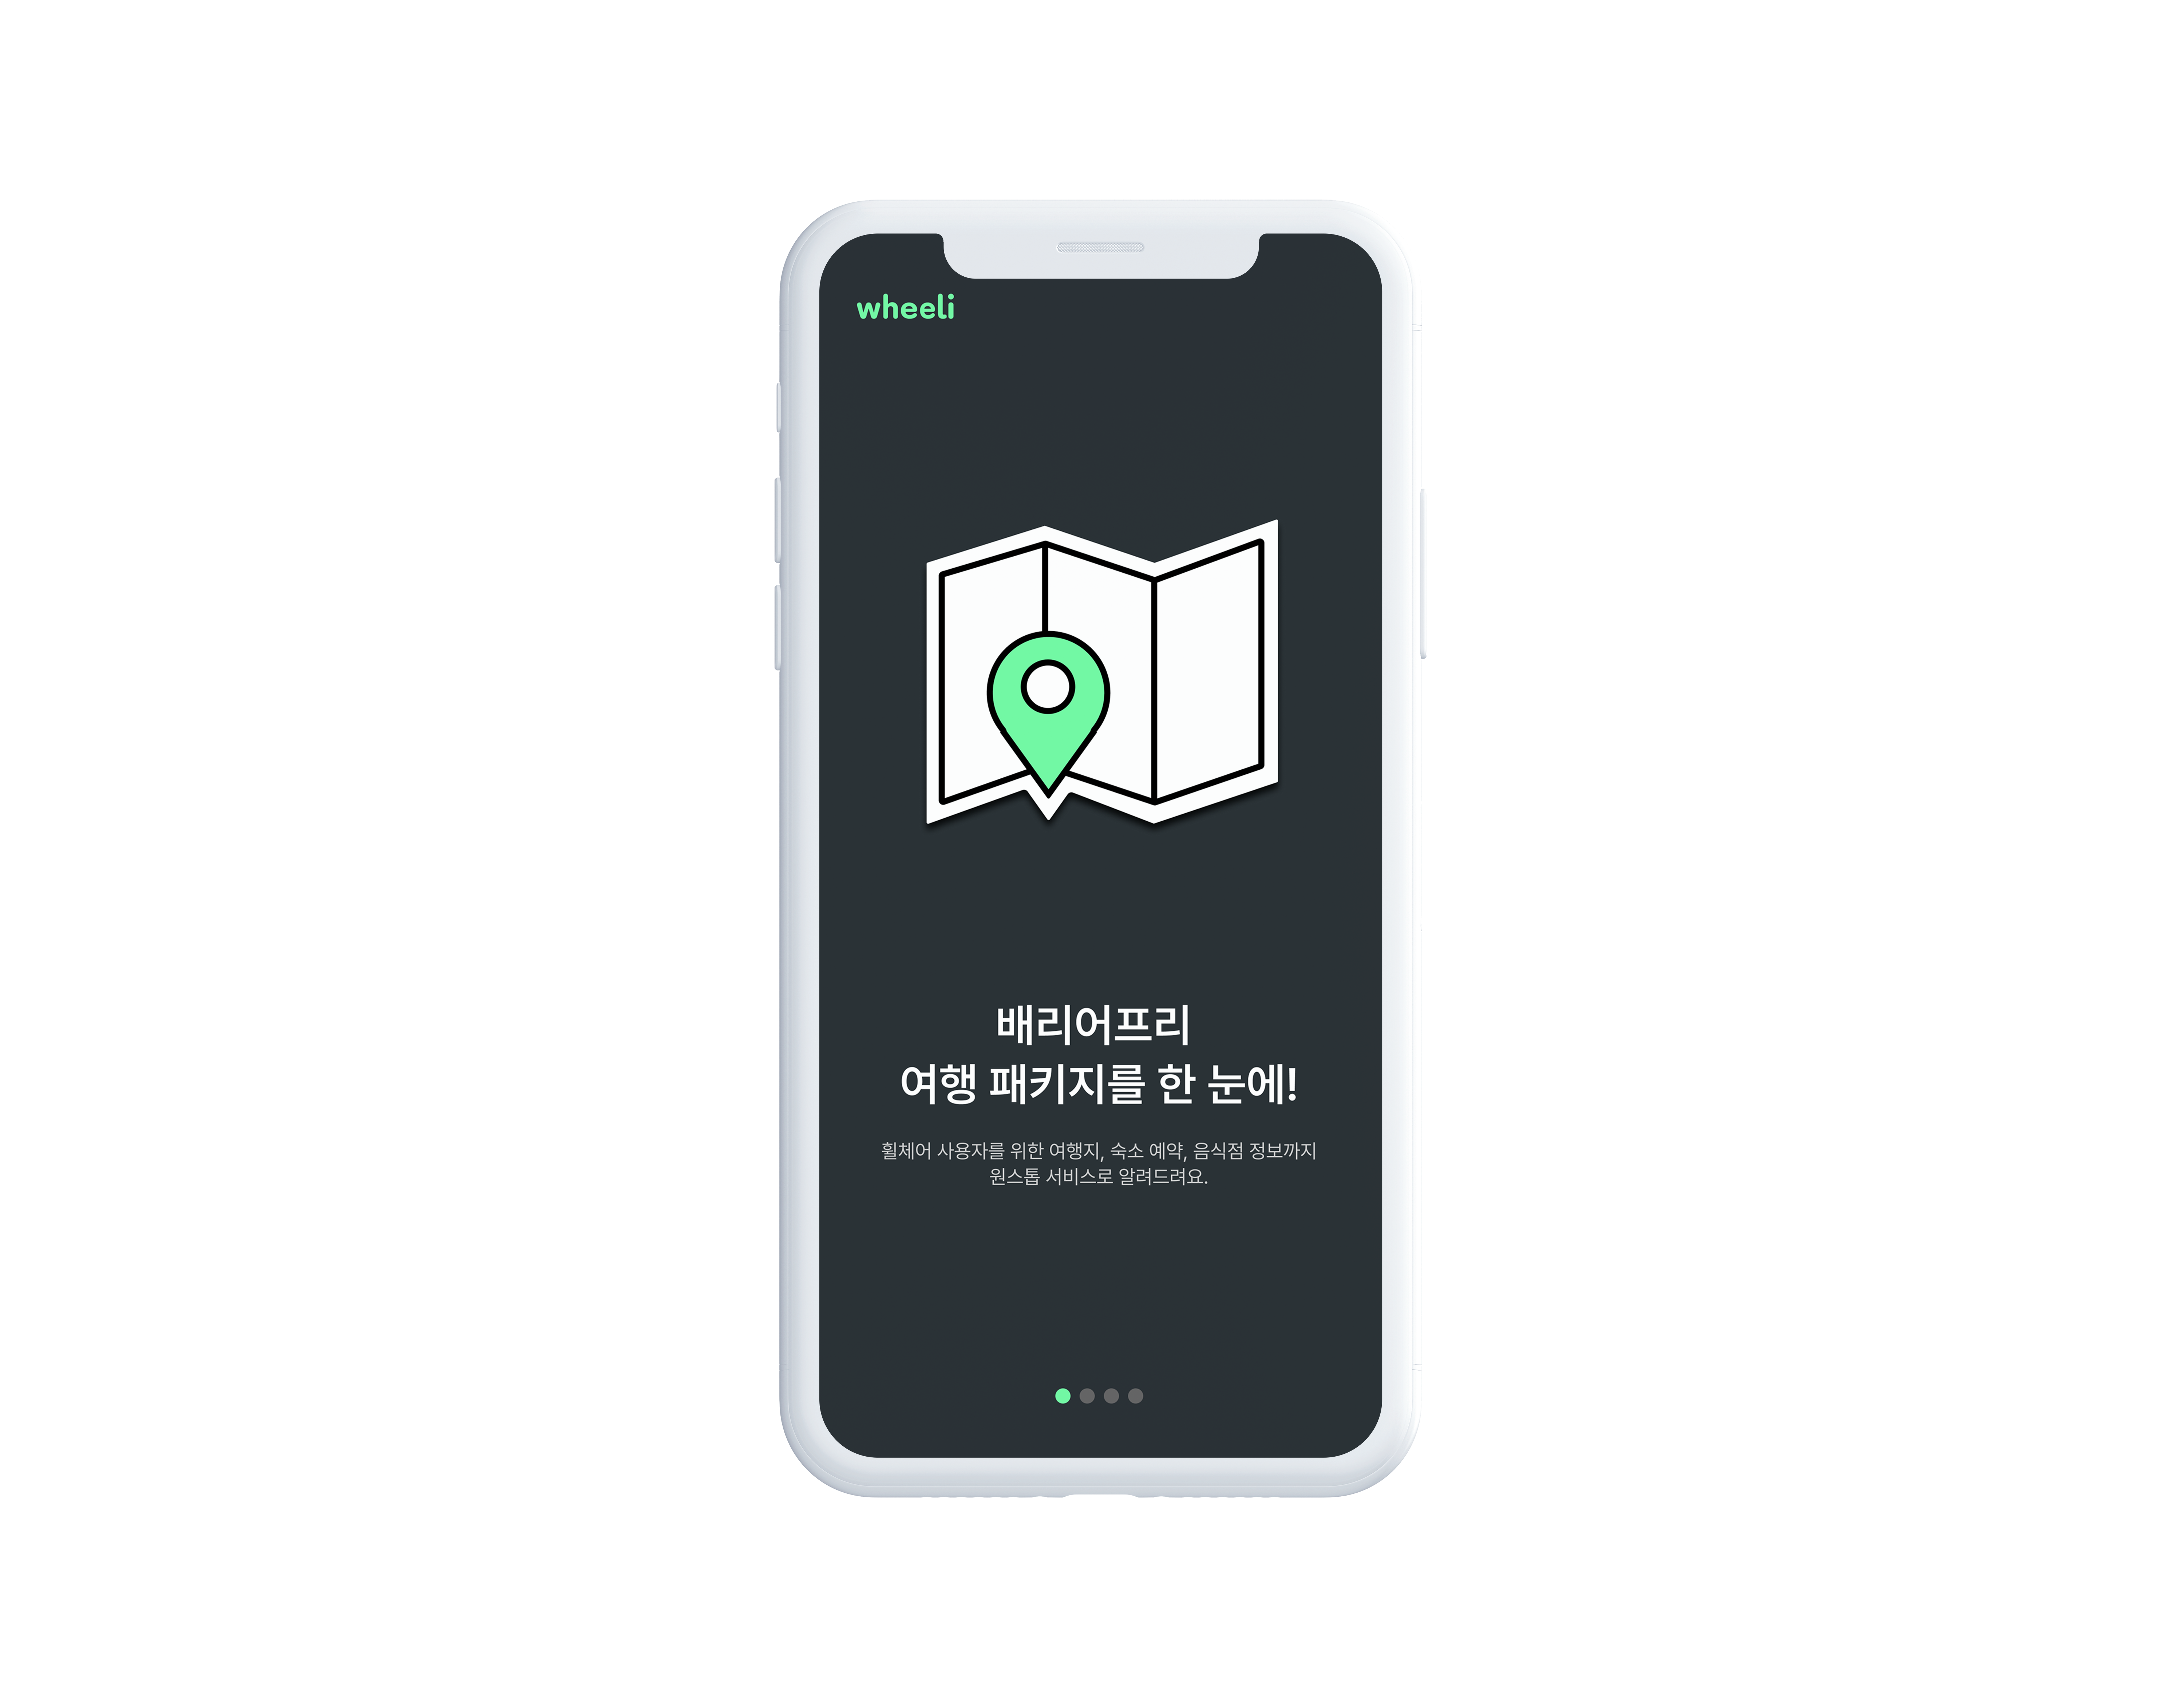 wheeli
배리어프리
여행 패키지를 한 눈에!
휠체어 사용자를 위한 여행지, 숙소 예약, 음식점 정보까지
원스톱 서비스로 알려드려요.